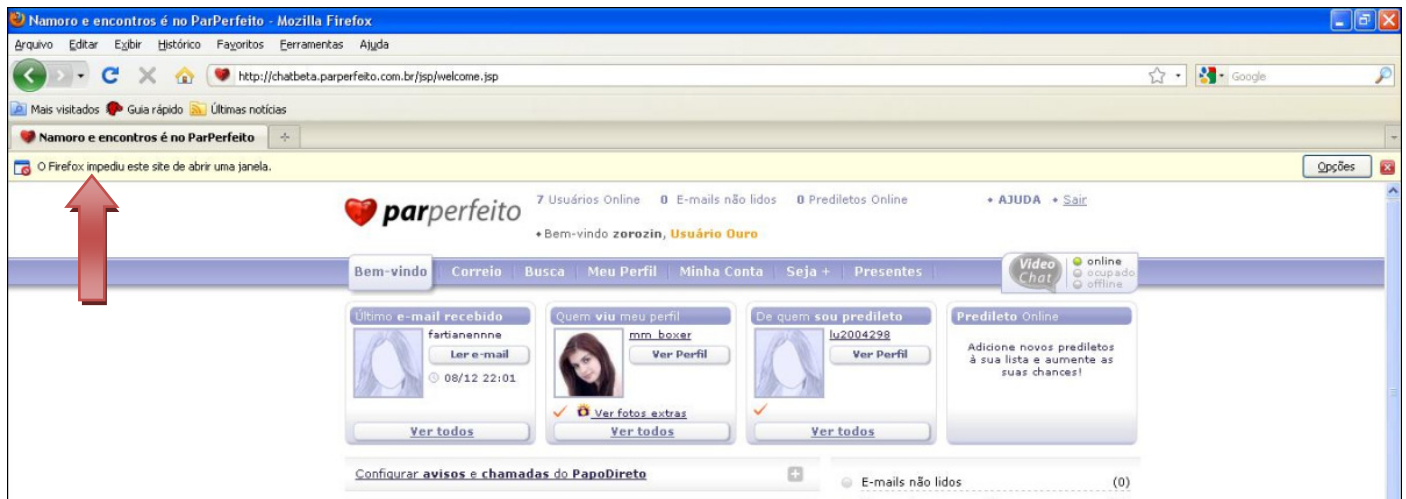 Namoro e encontros é no ParPerfeito - Mozilla Firefox
Arquivo Editar Exibir Histórico Favoritos Ferramentas Ajuda
http://chatbeta.parperfeito.com.br/jsp/welcome.jsp Google
Mais visitados Guia rápido Últimas notícias
Namoro e encontros é no ParPerfeito
O Firefox impediu este site de abrir uma janela. Opções
parperfeito 7 Usuários Online 0 E-mails não lidos 0 Prediletos Online • AJUDA • Sair
Bem-vindo zorozin, Usuário Ouro
Bem-vindo Correio Busca Meu Perfil Minha Conta Seja + Presentes Video Chat online
ocupado
offline
Último e-mail recebido Quem viu meu perfil De quem sou predileto Predileto Online
fartianennne mm_boxer lu2004298
Ler e-mail Ver Perfil Ver Perfil Adicione novos prediletos
à sua lista e aumente as
suas chances!
08/12 22:01
Ver fotos extras
Ver todos Ver todos Ver todos
Configurar avisos e chamadas do PapoDireto
E-mails não lidos (0)